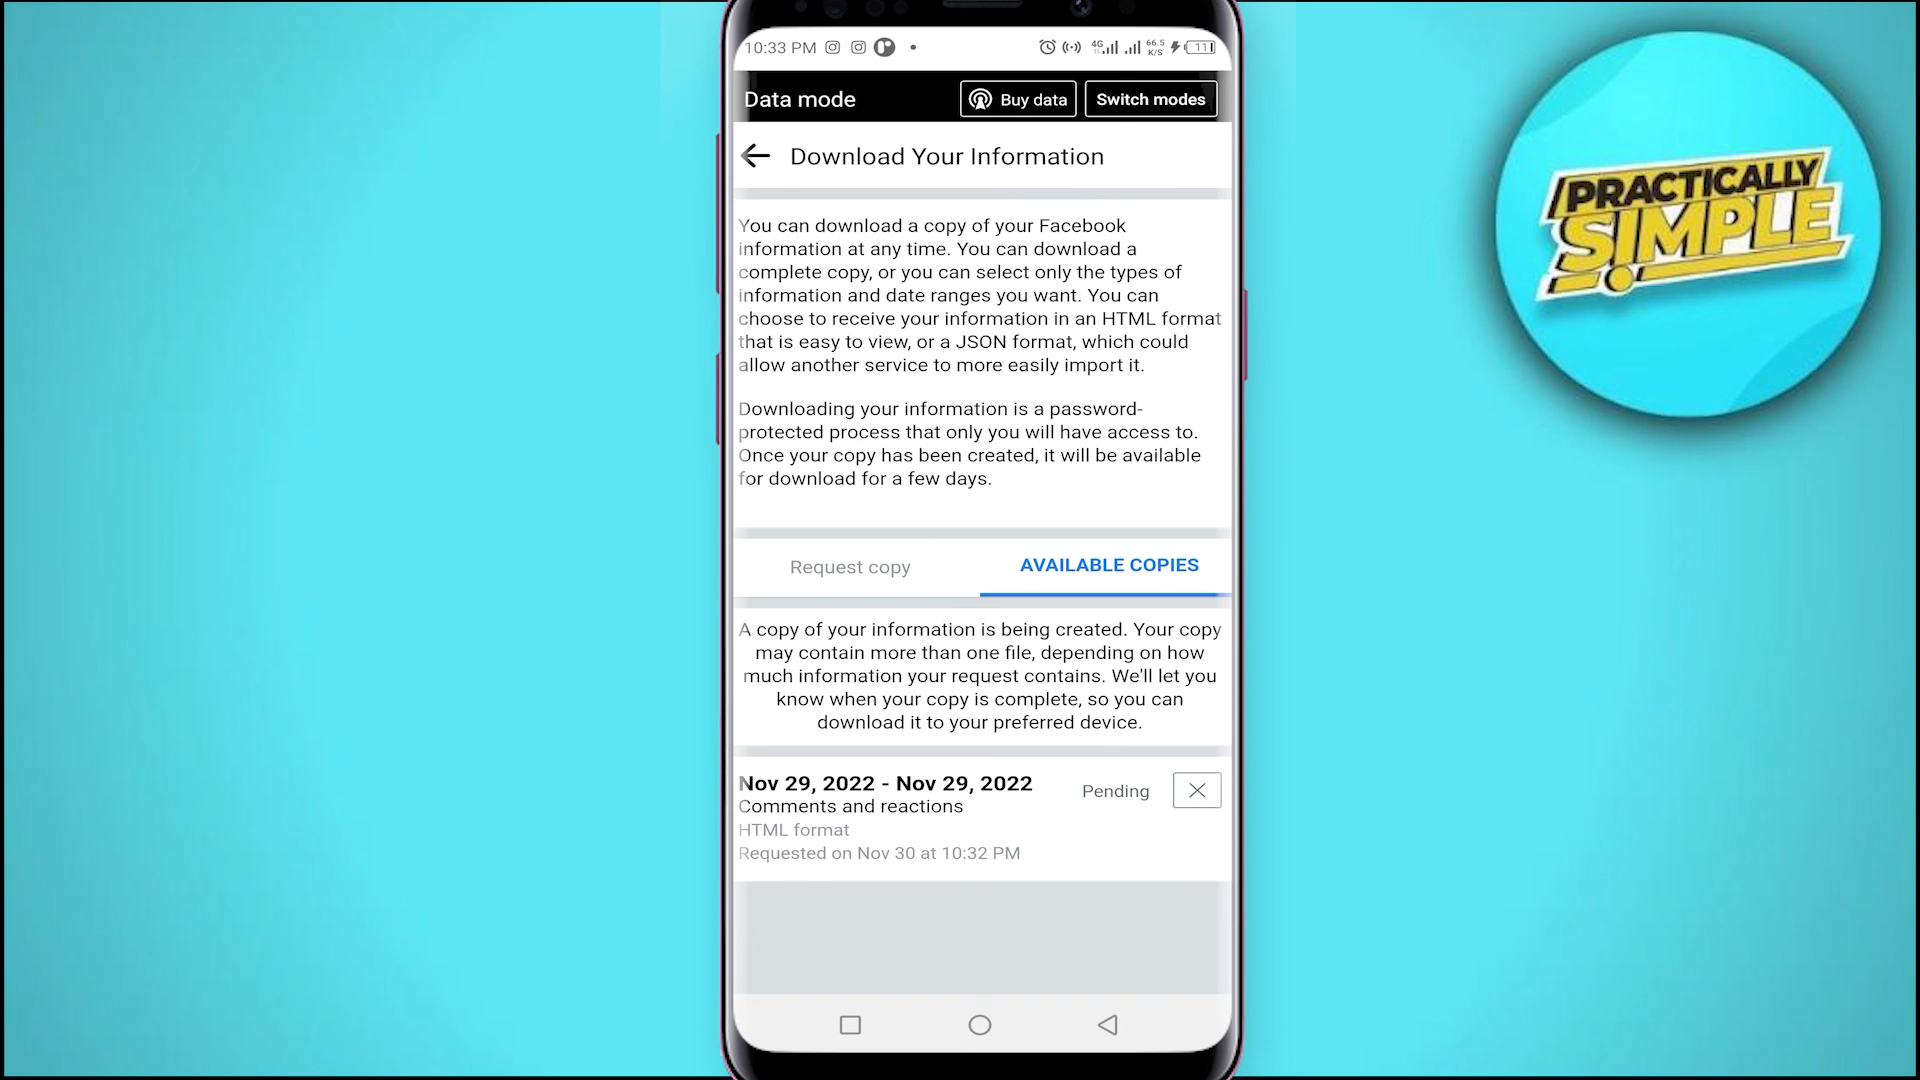 10:33 PM
4G
66.5
K/S
11
Data mode
Buy data
Switch modes
Download Your Information
You can download a copy of your Facebook
information at any time. You can download a
complete copy, or you can select only the types of
information and date ranges you want. You can
choose to receive your information in an HTML format
that is easy to view, or a JSON format, which could
allow another service to more easily import it.
Downloading your information is a password-
protected process that only you will have access to.
Once your copy has been created, it will be available
for download for a few days.
Request copy
AVAILABLE COPIES
A copy of your information is being created. Your copy
may contain more than one file, depending on how
much information your request contains. We'll let you
know when your copy is complete, so you can
download it to your preferred device.
Nov 29, 2022 - Nov 29, 2022
Pending
Comments and reactions
HTML format
Requested on Nov 30 at 10:32 PM
PRACTICALLY
SIMPLE